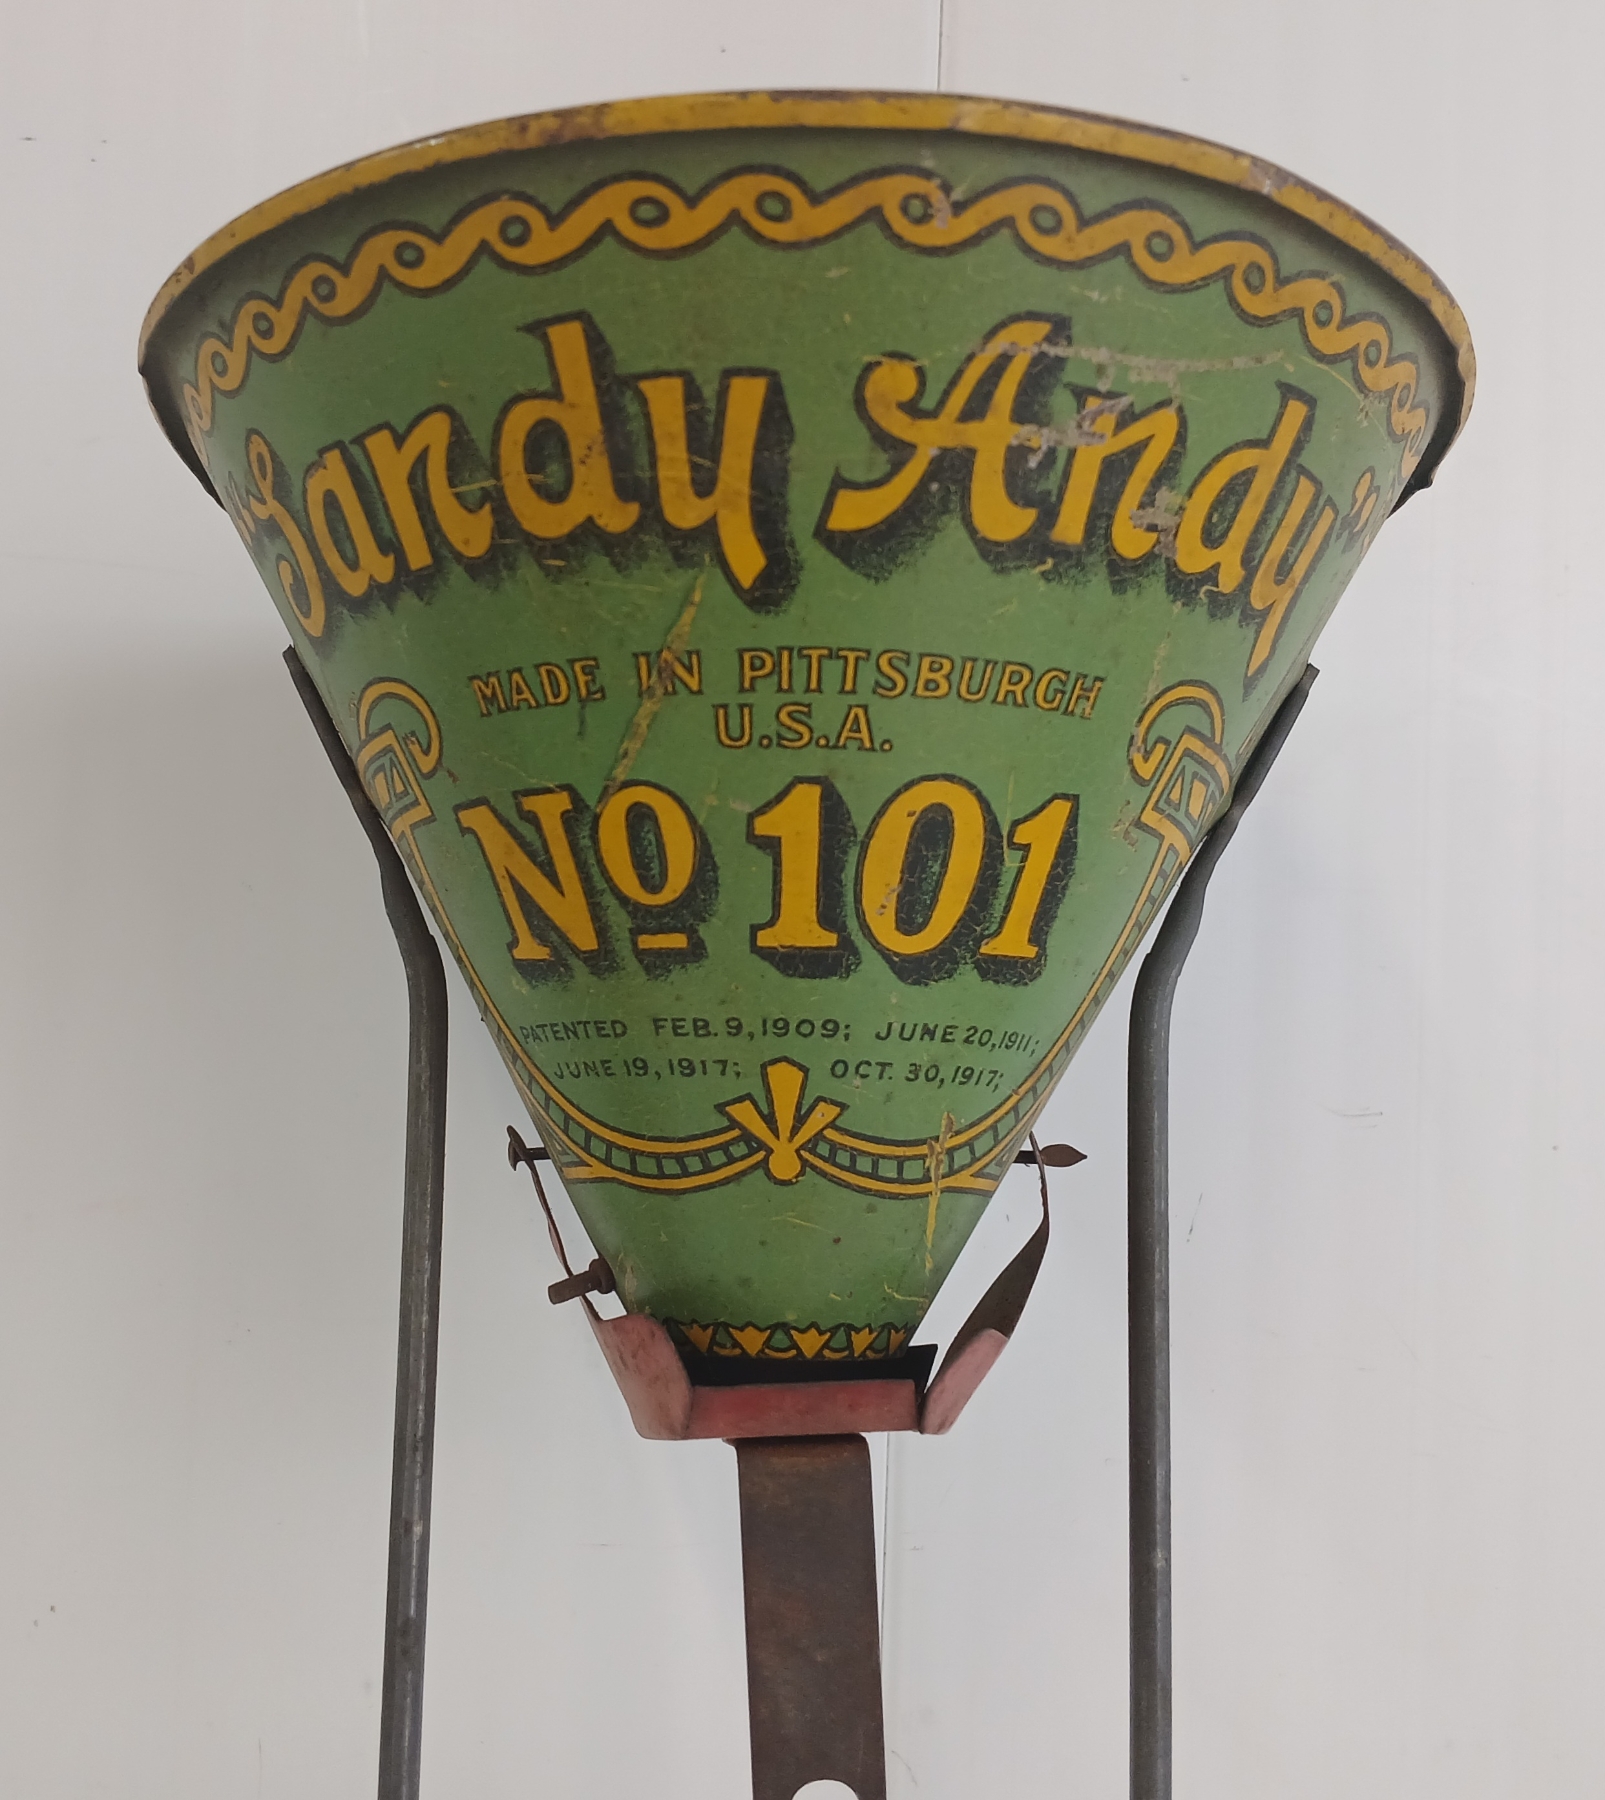 "Sandy Andy"
MADE IN PITTSBURGH
U.S.A.
No 101
PATENTED FEB. 9, 1909; JUNE 20, 1911;
JUNE 19, 1917; OCT. 30, 1917;